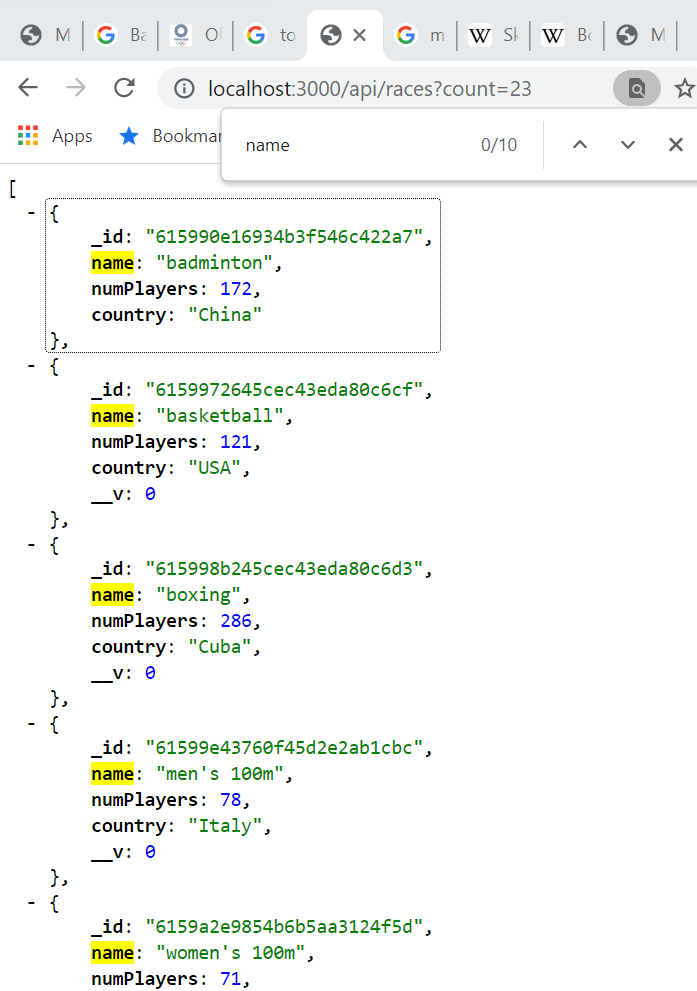 M
Ba
Ol
to
m
Sk
Bo
M
localhost:3000/api/races?count=23
Apps
Bookmar
name
0/10
[
- {
_id: "615990e16934b3f546c422a7",
name: "badminton",
numPlayers: 172,
country: "China"
},
- {
_id: "6159972645cec43eda80c6cf",
name: "basketball",
numPlayers: 121,
country: "USA",
__v: 0
},
- {
_id: "615998b245cec43eda80c6d3",
name: "boxing",
numPlayers: 286,
country: "Cuba",
__v: 0
},
- {
_id: "61599e43760f45d2e2ab1cbc",
name: "men's 100m",
numPlayers: 78,
country: "Italy",
__v: 0
},
- {
_id: "6159a2e9854b6b5aa3124f5d",
name: "women's 100m",
numPlayers: 71,